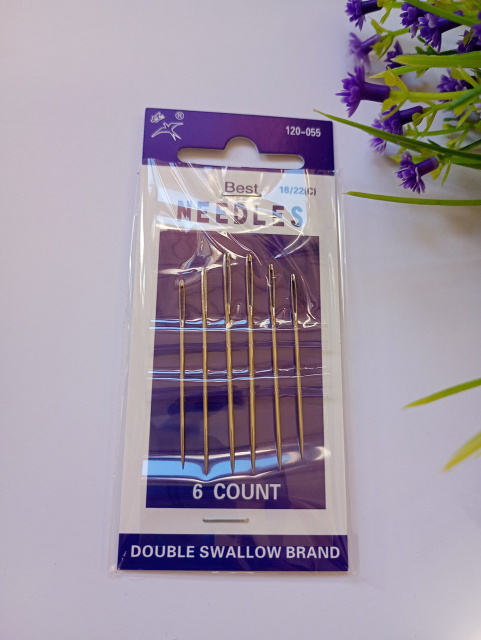 ®
120-055
Best
18/22(C)
NEEDLES
6 COUNT
DOUBLE SWALLOW BRAND